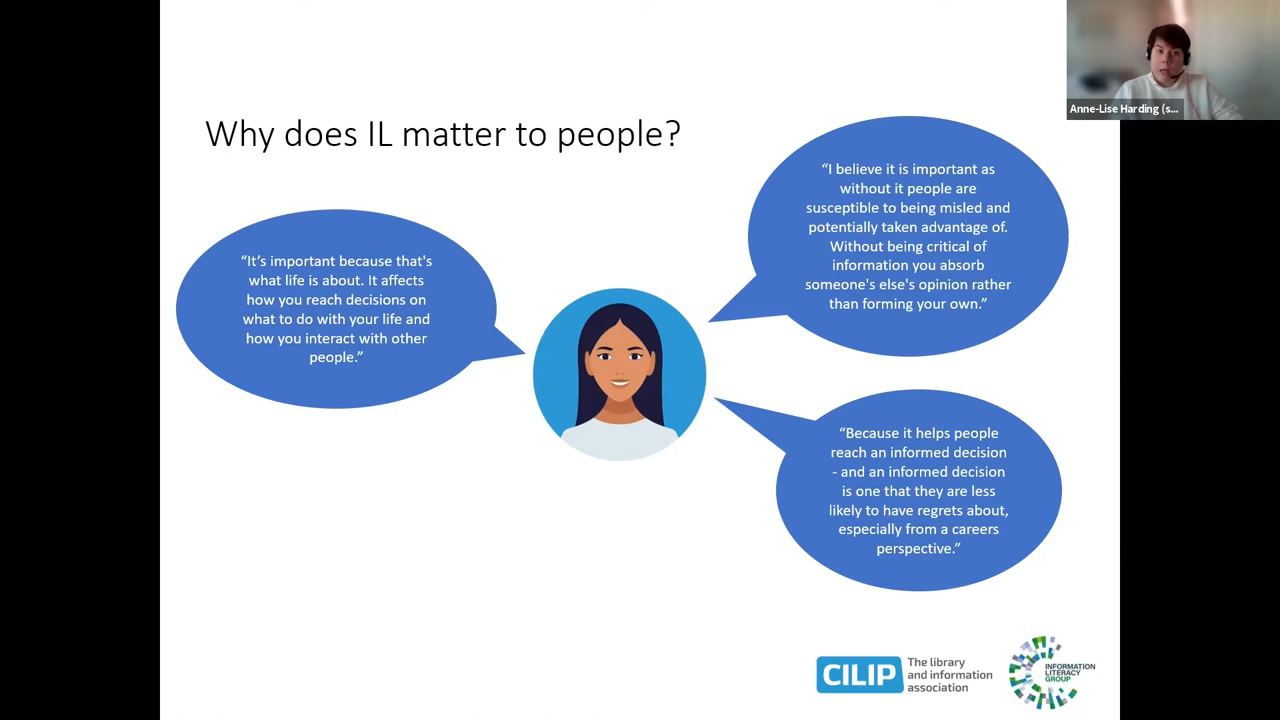 Anne-Lise Harding (s...
Why does IL matter to people?
“It’s important because that's
what life is about. It affects
how you reach decisions on
what to do with your life and
how you interact with other
people.”
“I believe it is important as
without it people are
susceptible to being misled and
potentially taken advantage of.
Without being critical of
information you absorb
someone's else's opinion rather
than forming your own.”
“Because it helps people
reach an informed decision
- and an informed decision
is one that they are less
likely to have regrets about,
especially from a careers
perspective.”
CILIP
The library
and information
association
INFORMATION
LITERACY
GROUP